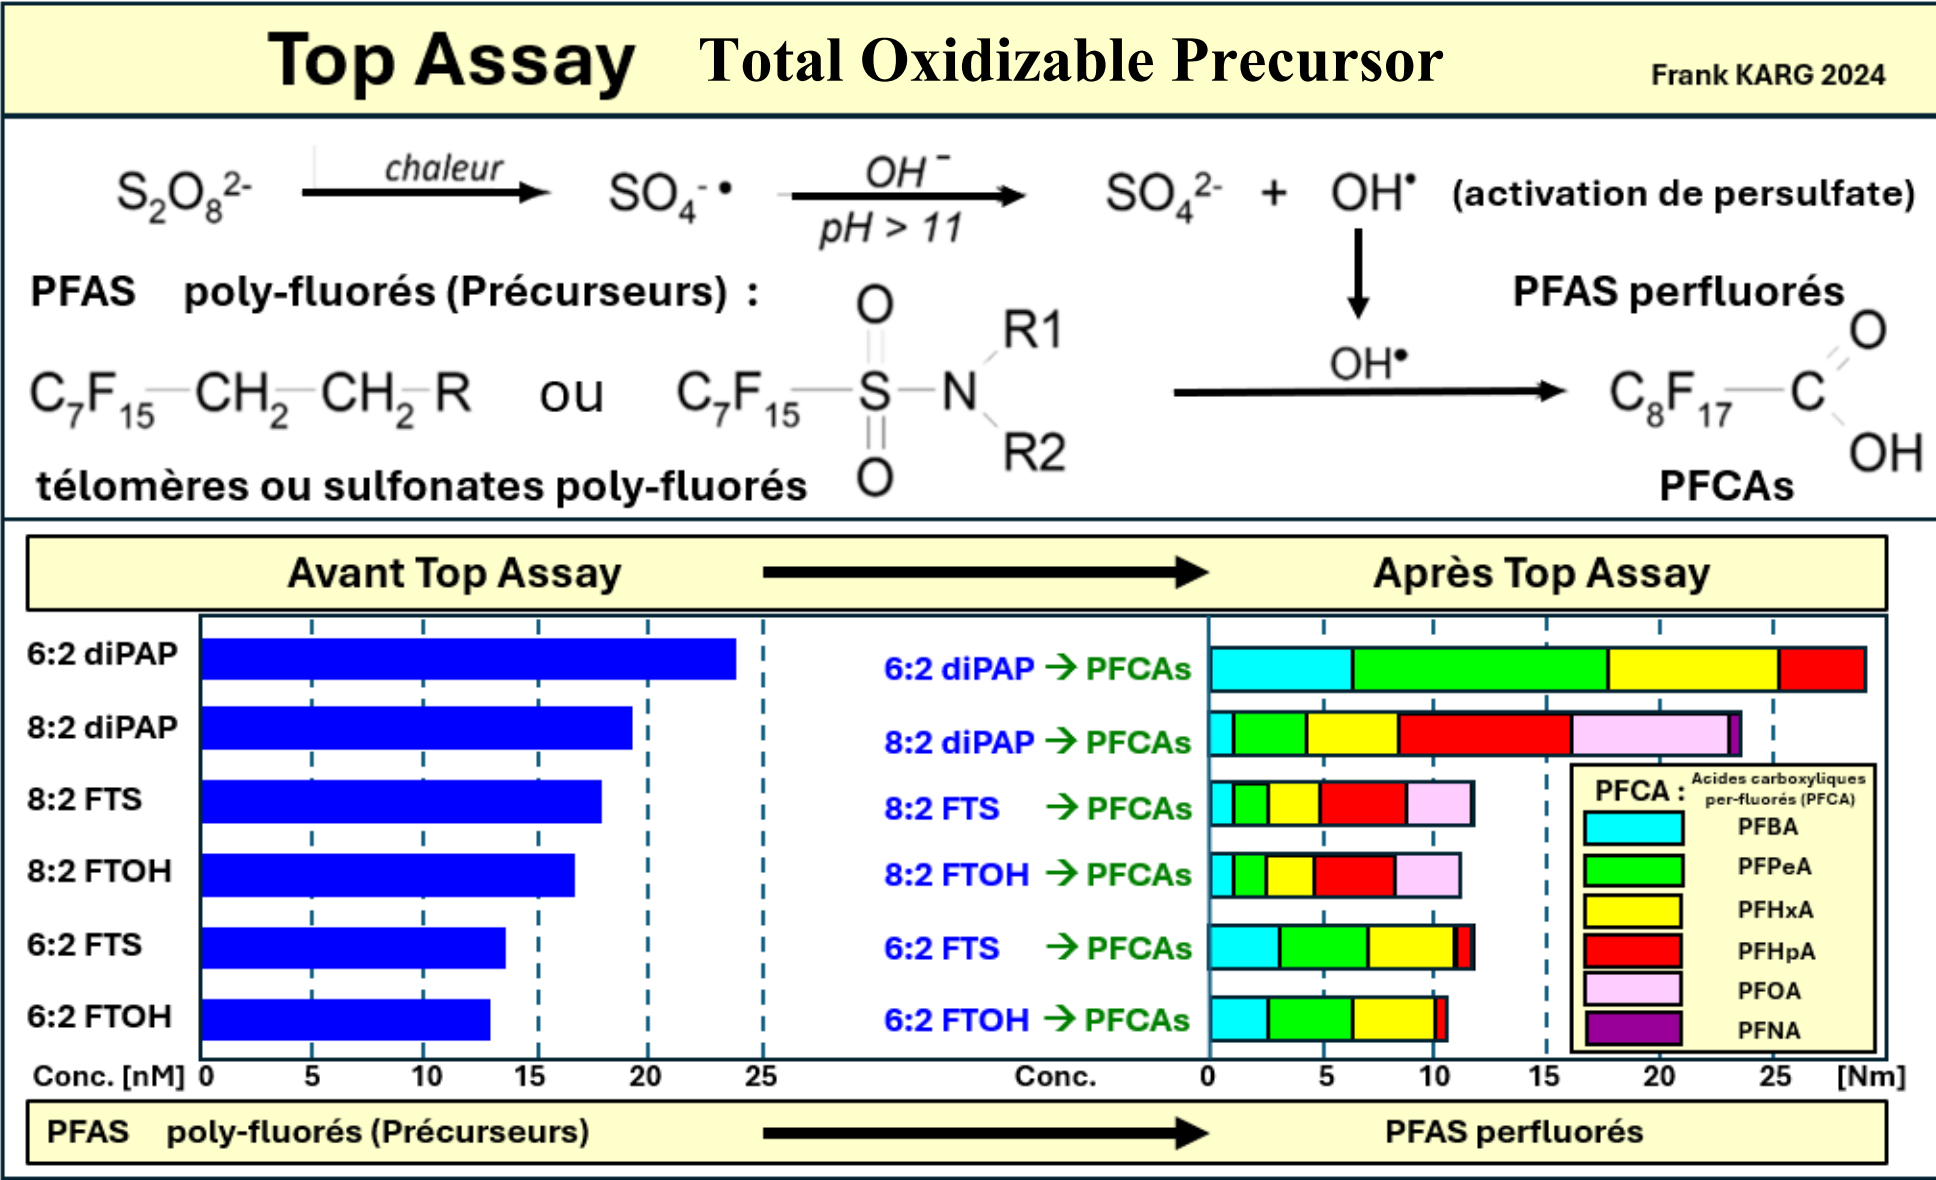 Top Assay Total Oxidizable Precursor Frank KARG 2024
S₂O₈²⁻ chaleur SO₄⁻• OH⁻ pH > 11 SO₄²⁻ + OH• (activation de persulfate)
PFAS poly-fluorés (Précurseurs) : PFAS perfluorés
C₇F₁₅ CH₂ CH₂ R ou C₇F₁₅ S O O N R1 R2 OH• C₈F₁₇ C O OH
télomères ou sulfonates poly-fluorés PFCAs
Avant Top Assay Après Top Assay
6:2 diPAP
8:2 diPAP
8:2 FTS
8:2 FTOH
6:2 FTS
6:2 FTOH
Conc. [nM] 0 5 10 15 20 25
6:2 diPAP → PFCAs
8:2 diPAP → PFCAs
8:2 FTS → PFCAs
8:2 FTOH → PFCAs
6:2 FTS → PFCAs
6:2 FTOH → PFCAs
Conc. 0 5 10 15 20 25 [Nm]
PFCA : Acides carboxyliques
per-fluorés (PFCA)
PFBA
PFPeA
PFHxA
PFHpA
PFOA
PFNA
PFAS poly-fluorés (Précurseurs) PFAS perfluorés